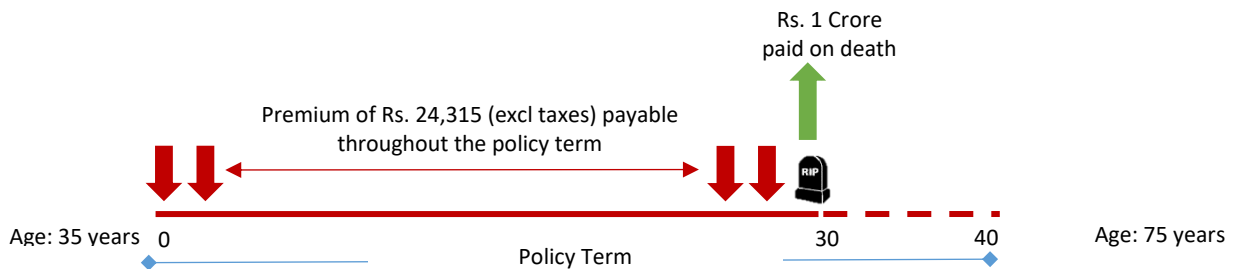 Rs. 1 Crore
paid on death
Premium of Rs. 24,315 (excl taxes) payable
throughout the policy term
RIP
Age: 35 years 0 30 40 Age: 75 years
Policy Term